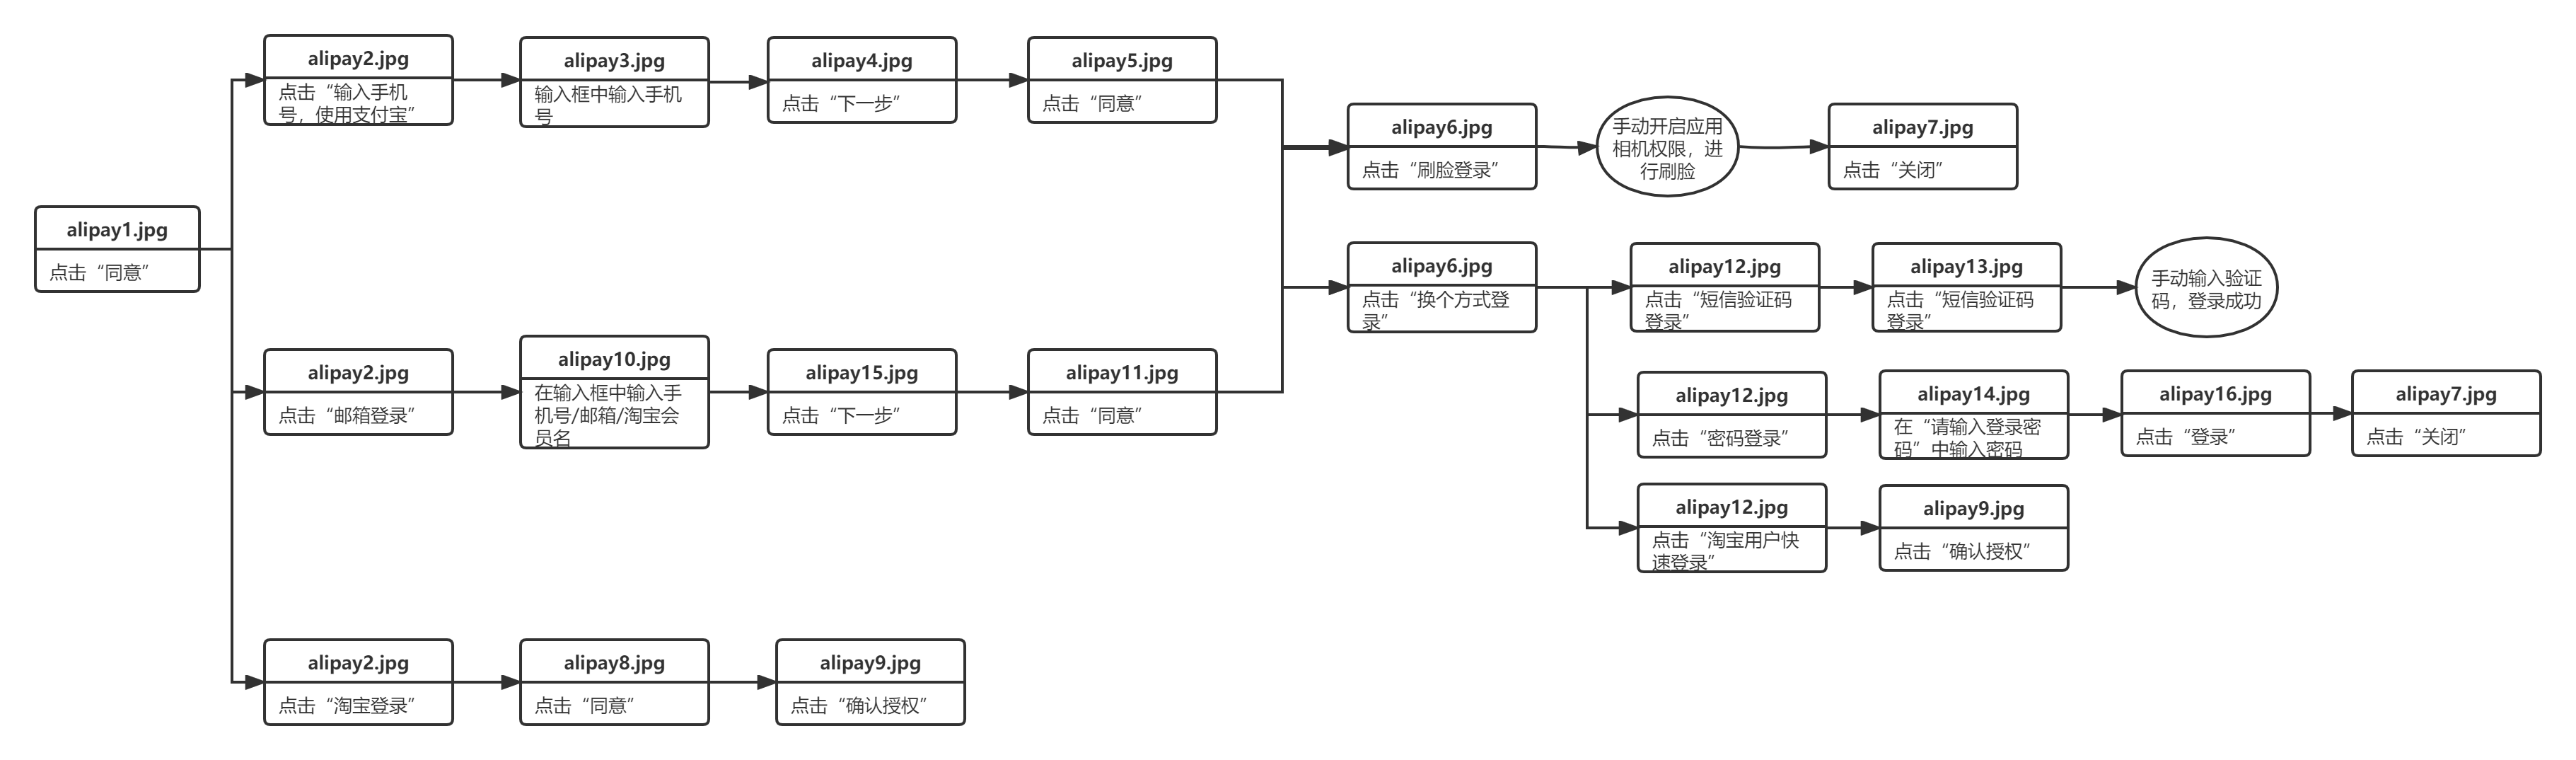 alipay1.jpg
点击“同意”
alipay2.jpg
点击“输入手机
号，使用支付宝”
alipay3.jpg
输入框中输入手机
号
alipay4.jpg
点击“下一步”
alipay5.jpg
点击“同意”
alipay6.jpg
点击“刷脸登录”
手动开启应用
相机权限，进
行刷脸
alipay7.jpg
点击“关闭”
alipay6.jpg
点击“换个方式登
录”
alipay12.jpg
点击“短信验证码
登录”
alipay13.jpg
点击“短信验证码
登录”
手动输入验证
码，登录成功
alipay2.jpg
点击“邮箱登录”
alipay10.jpg
在输入框中输入手
机号/邮箱/淘宝会
员名
alipay15.jpg
点击“下一步”
alipay11.jpg
点击“同意”
alipay12.jpg
点击“密码登录”
alipay14.jpg
在“请输入登录密
码”中输入密码
alipay16.jpg
点击“登录”
alipay7.jpg
点击“关闭”
alipay12.jpg
点击“淘宝用户快
速登录”
alipay9.jpg
点击“确认授权”
alipay2.jpg
点击“淘宝登录”
alipay8.jpg
点击“同意”
alipay9.jpg
点击“确认授权”